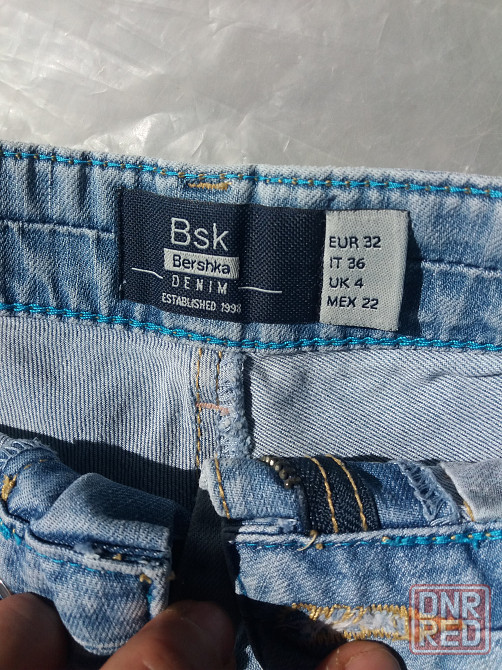 Bsk
Bershka
DENIM
ESTABLISHED 1998
EUR 32
IT 36
UK 4
MEX 22
DNR
RED